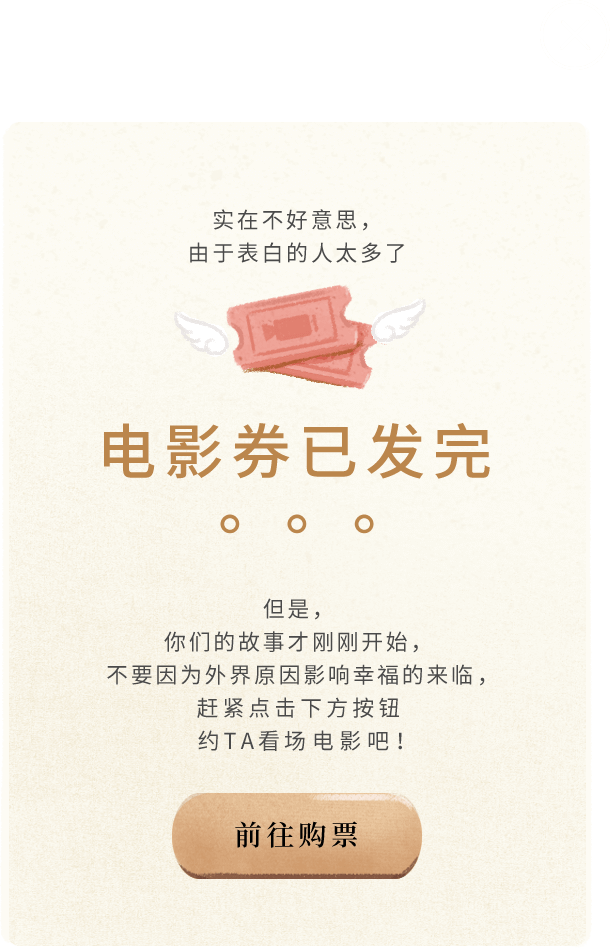 实在不好意思，
由于表白的人太多了
电影券已发完
但是，
你们的故事才刚刚开始，
不要因为外界原因影响幸福的来临，
赶紧点击下方按钮
约TA看场电影吧！
前往购票